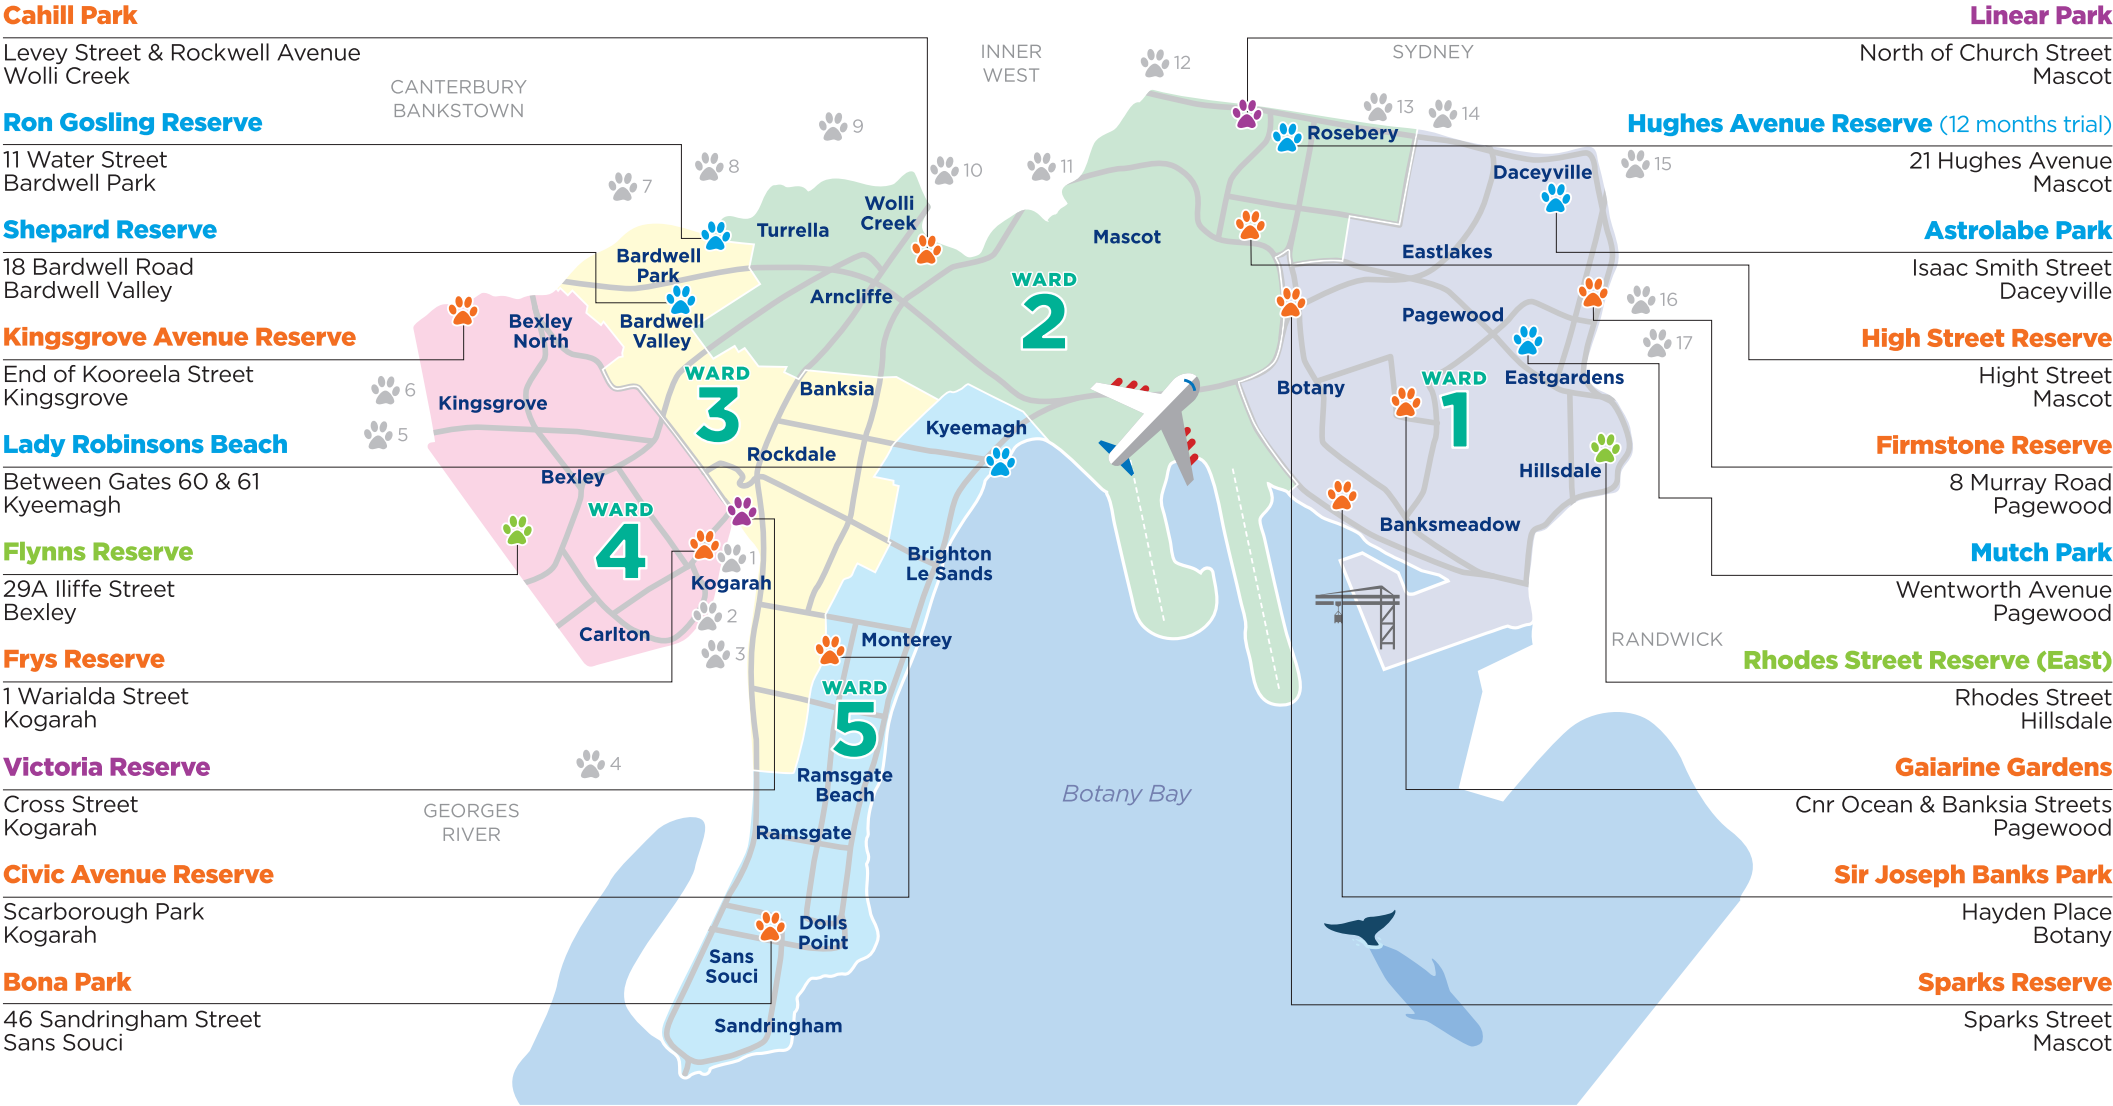 Cahill Park
Levey Street & Rockwell Avenue
Wolli Creek
Ron Gosling Reserve
11 Water Street
Bardwell Park
Shepard Reserve
18 Bardwell Road
Bardwell Valley
Kingsgrove Avenue Reserve
End of Kooreela Street
Kingsgrove
Lady Robinsons Beach
Between Gates 60 & 61
Kyeemagh
Flynns Reserve
29A Iliffe Street
Bexley
Frys Reserve
1 Warialda Street
Kogarah
Victoria Reserve
Cross Street
Kogarah
Civic Avenue Reserve
Scarborough Park
Kogarah
Bona Park
46 Sandringham Street
Sans Souci
CANTERBURY
BANKSTOWN
INNER
WEST
SYDNEY
12
13
14
9
8
7
10
11
15
16
17
6
5
1
2
3
4
Rosebery
Daceyville
Wolli
Creek
Turrella
Mascot
Eastlakes
Bardwell
Park
Arncliffe
WARD
2
Bexley
North
Bardwell
Valley
Pagewood
WARD
3
Banksia
Botany
WARD
1
Eastgardens
Kingsgrove
Kyeemagh
Rockdale
Bexley
Hillsdale
WARD
4
Banksmeadow
Brighton
Le Sands
Kogarah
Carlton
Monterey
RANDWICK
WARD
5
Ramsgate
Beach
Botany Bay
GEORGES
RIVER
Ramsgate
Dolls
Point
Sans
Souci
Sandringham
Linear Park
North of Church Street
Mascot
Hughes Avenue Reserve (12 months trial)
21 Hughes Avenue
Mascot
Astrolabe Park
Isaac Smith Street
Daceyville
High Street Reserve
Hight Street
Mascot
Firmstone Reserve
8 Murray Road
Pagewood
Mutch Park
Wentworth Avenue
Pagewood
Rhodes Street Reserve (East)
Rhodes Street
Hillsdale
Gaiarine Gardens
Cnr Ocean & Banksia Streets
Pagewood
Sir Joseph Banks Park
Hayden Place
Botany
Sparks Reserve
Sparks Street
Mascot